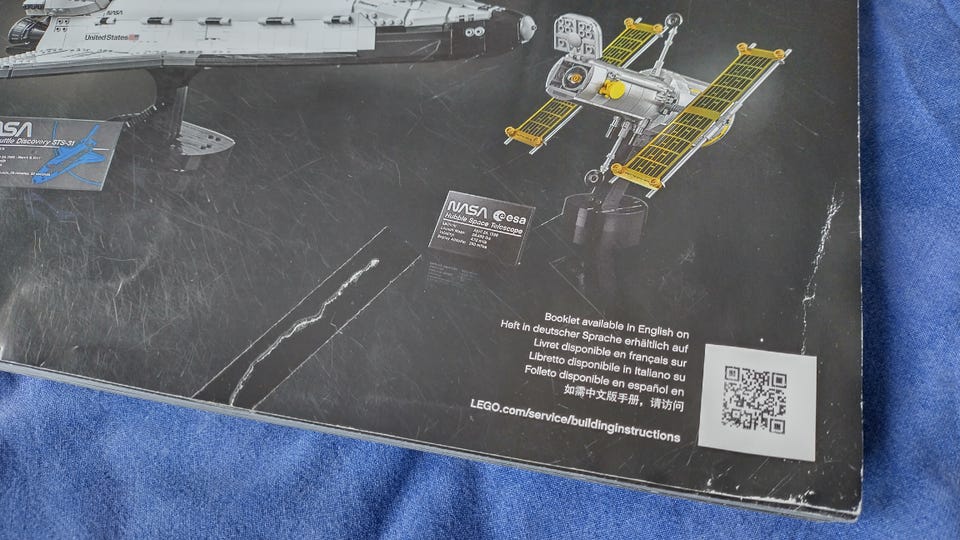 NASA
United States
ASA
uttle Discovery STS-31
NASA esa
Hubble Space Telescope
Booklet available in English on
Heft in deutscher Sprache erhältlich auf
Livret disponible en français sur
Libretto disponibile in Italiano su
Folleto disponible en español en
如需中文版手册，请访问
LEGO.com/service/buildinginstructions